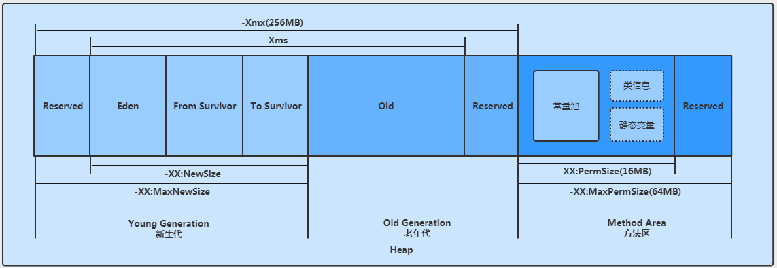 -Xmx(256MB)
Xms
Reserved
Eden
From Survivor
To Survivor
Old
Reserved
常量池
类信息
静态变量
Reserved
-XX:NewSize
XX:PermSize(16MB)
-XX:MaxNewSize
-XX:MaxPermSize(64MB)
Young Generation
新生代
Old Generation
老年代
Method Area
方法区
Heap